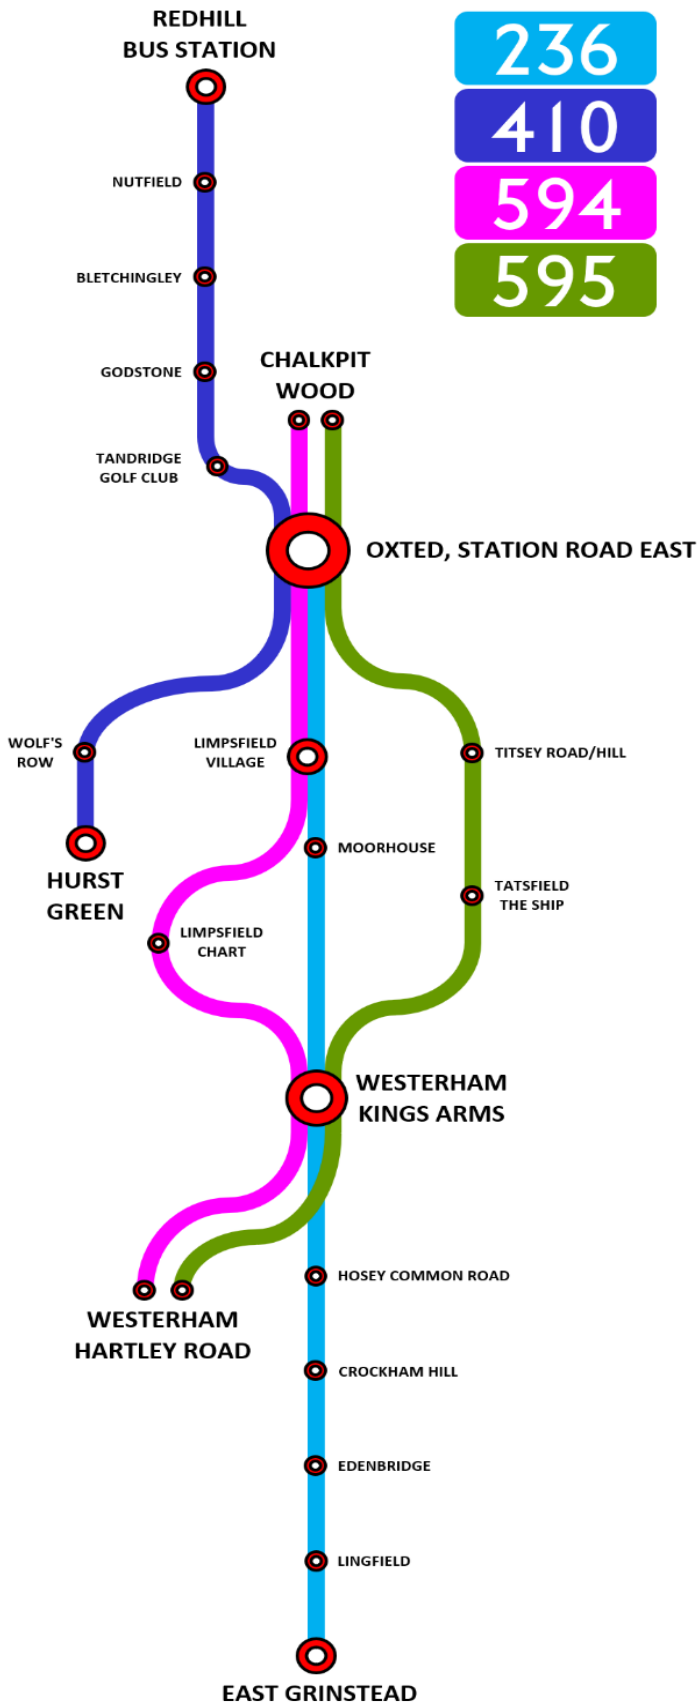 REDHILL
BUS STATION
236
410
594
595
NUTFIELD
BLETCHINGLEY
GODSTONE
CHALKPIT
WOOD
TANDRIDGE
GOLF CLUB
OXTED, STATION ROAD EAST
WOLF'S
ROW
LIMPSFIELD
VILLAGE
TITSEY ROAD/HILL
MOORHOUSE
HURST
GREEN
TATSFIELD
THE SHIP
LIMPSFIELD
CHART
WESTERHAM
KINGS ARMS
HOSEY COMMON ROAD
WESTERHAM
HARTLEY ROAD
CROCKHAM HILL
EDENBRIDGE
LINGFIELD
EAST GRINSTEAD